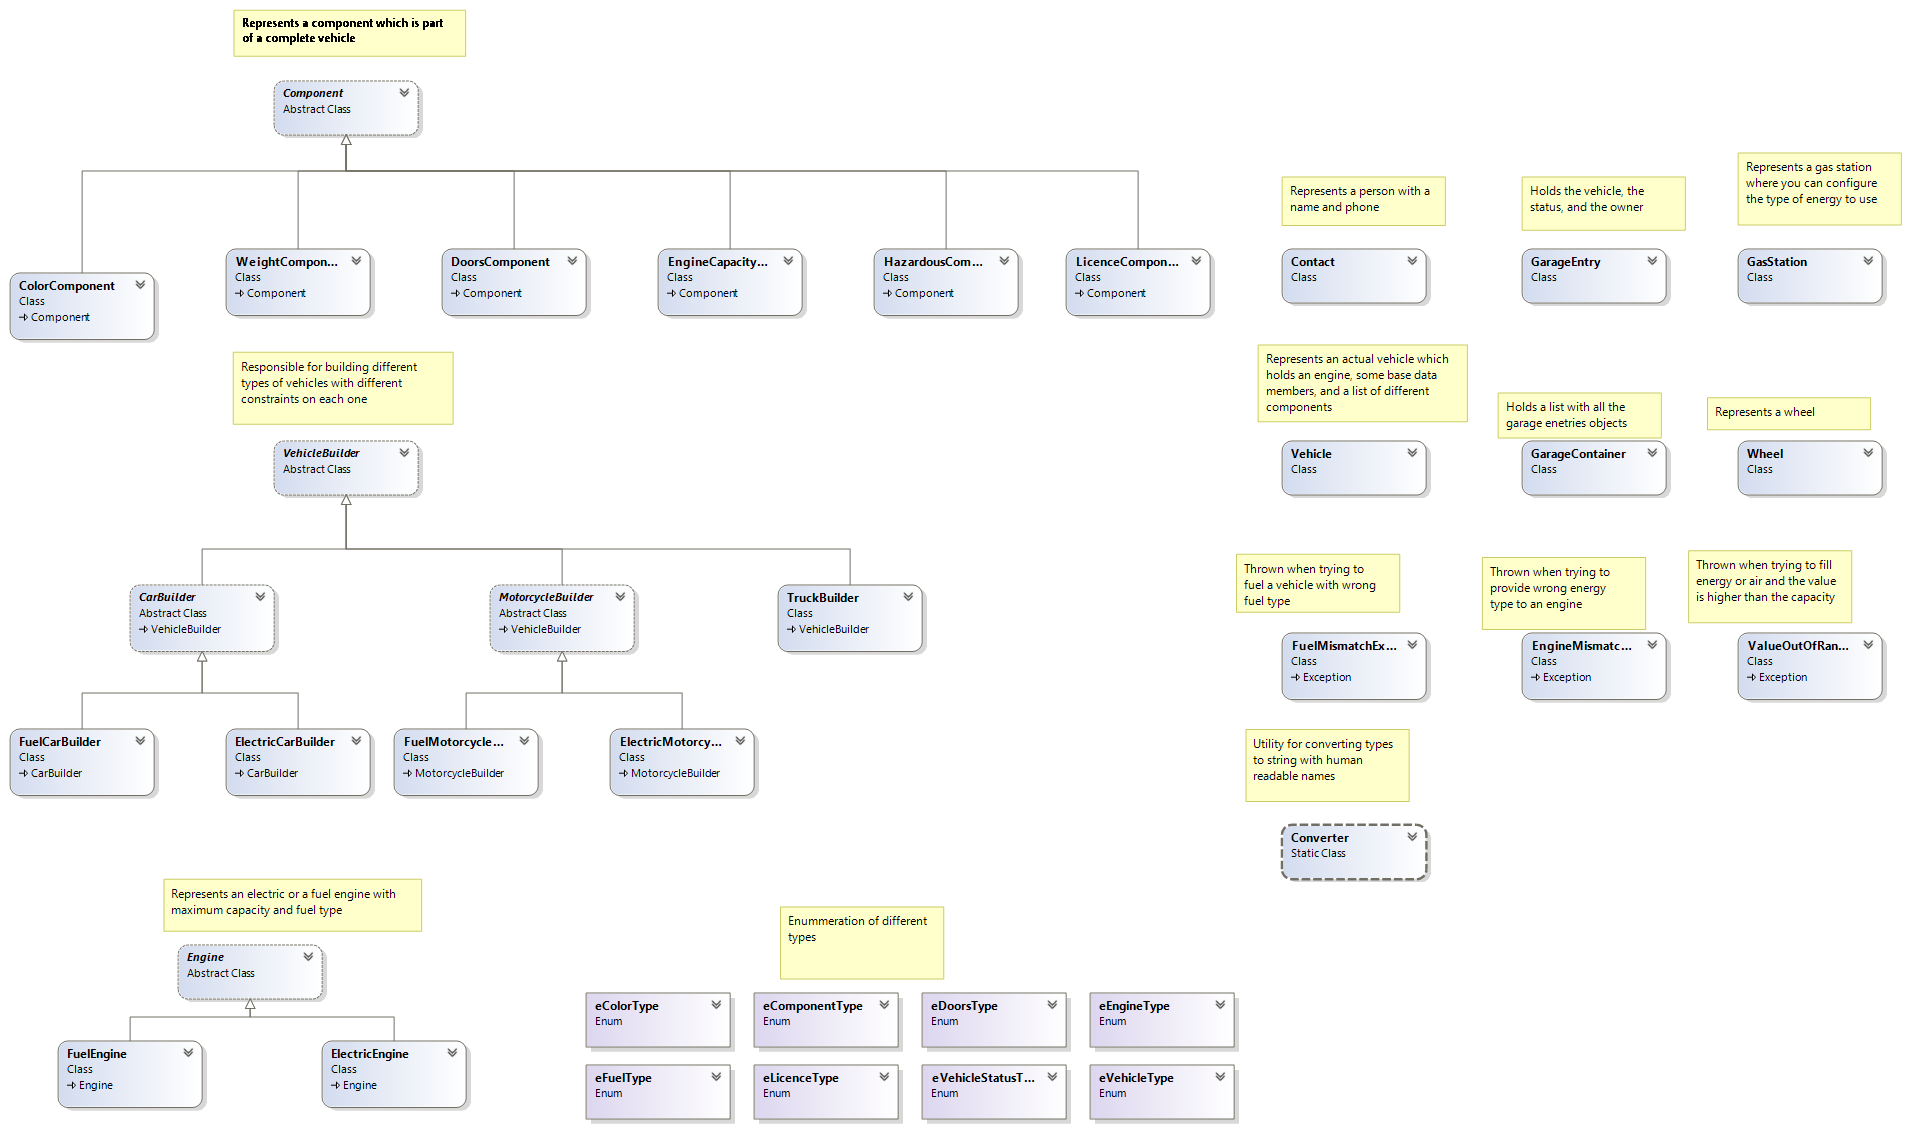 Represents a component which is part
of a complete vehicle
Component
Abstract Class
ColorComponent
Class
Component
WeightCompon...
Class
Component
DoorsComponent
Class
Component
EngineCapacity...
Class
Component
HazardousCom...
Class
Component
LicenceCompon...
Class
Component
Represents a person with a
name and phone
Contact
Class
Holds the vehicle, the
status, and the owner
GarageEntry
Class
Represents a gas station
where you can configure
the type of energy to use
GasStation
Class
Responsible for building different
types of vehicles with different
constraints on each one
VehicleBuilder
Abstract Class
Represents an actual vehicle which
holds an engine, some base data
members, and a list of different
components
Vehicle
Class
Holds a list with all the
garage enetries objects
GarageContainer
Class
Represents a wheel
Wheel
Class
CarBuilder
Abstract Class
VehicleBuilder
MotorcycleBuilder
Abstract Class
VehicleBuilder
TruckBuilder
Class
VehicleBuilder
Thrown when trying to
fuel a vehicle with wrong
fuel type
FuelMismatchEx...
Class
Exception
Thrown when trying to
provide wrong energy
type to an engine
EngineMismatc...
Class
Exception
Thrown when trying to fill
energy or air and the value
is higher than the capacity
ValueOutOfRan...
Class
Exception
FuelCarBuilder
Class
CarBuilder
ElectricCarBuilder
Class
CarBuilder
FuelMotorcycle...
Class
MotorcycleBuilder
ElectricMotorcy...
Class
MotorcycleBuilder
Utility for converting types
to string with human
readable names
Converter
Static Class
Represents an electric or a fuel engine with
maximum capacity and fuel type
Engine
Abstract Class
FuelEngine
Class
Engine
ElectricEngine
Class
Engine
Enummeration of different
types
eColorType
Enum
eComponentType
Enum
eDoorsType
Enum
eEngineType
Enum
eFuelType
Enum
eLicenceType
Enum
eVehicleStatusT...
Enum
eVehicleType
Enum